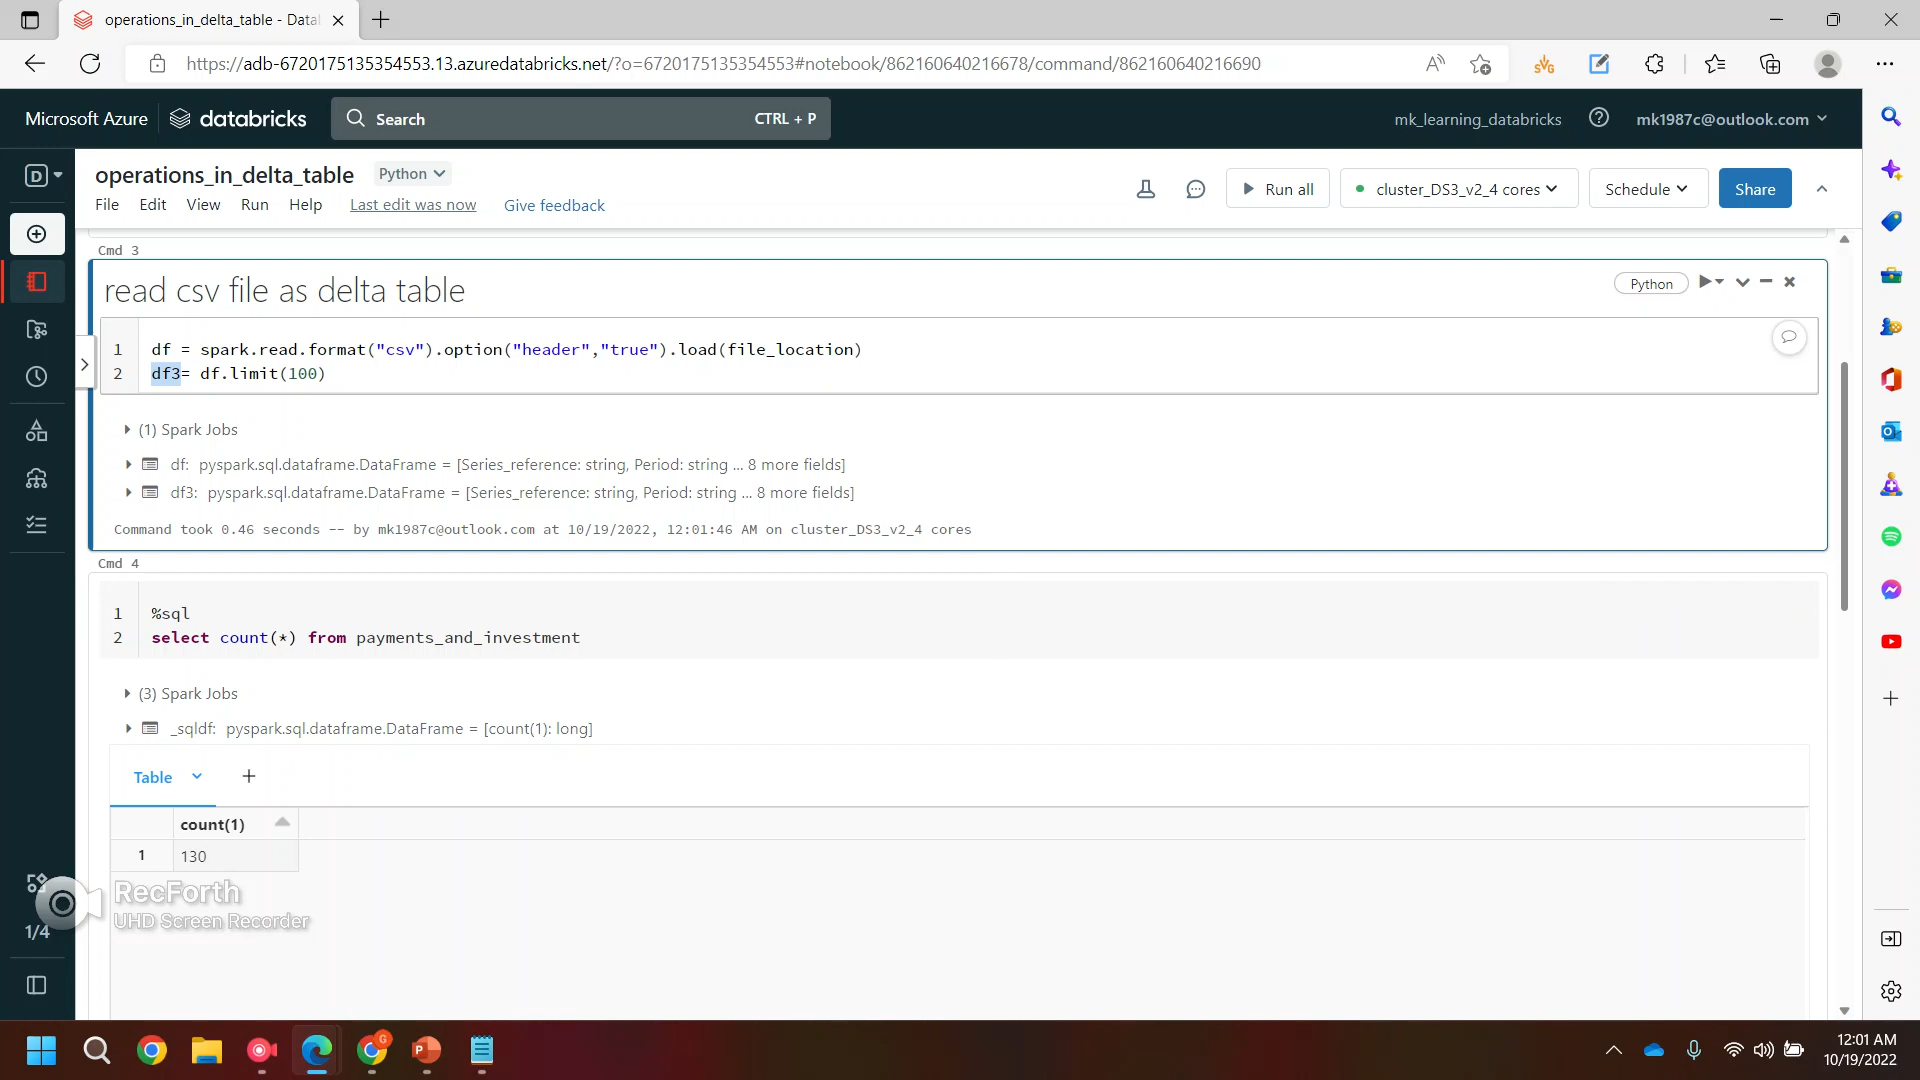 operations_in_delta_table - Data
https://adb-6720175135354553.13.azuredatabricks.net/?o=6720175135354553#notebook/862160640216678/command/862160640216690
Microsoft Azure databricks Search CTRL + P mk_learning_databricks mk1987c@outlook.com
D
operations_in_delta_table Python
File Edit View Run Help Last edit was now Give feedback
Run all cluster_DS3_v2_4 cores Schedule Share
Cmd 3
read csv file as delta table
Python
1 df = spark.read.format("csv").option("header","true").load(file_location)
2 df3= df.limit(100)
(1) Spark Jobs
df: pyspark.sql.dataframe.DataFrame = [Series_reference: string, Period: string ... 8 more fields]
df3: pyspark.sql.dataframe.DataFrame = [Series_reference: string, Period: string ... 8 more fields]
Command took 0.46 seconds -- by mk1987c@outlook.com at 10/19/2022, 12:01:46 AM on cluster_DS3_v2_4 cores
Cmd 4
1 %sql
2 select count(*) from payments_and_investment
(3) Spark Jobs
_sqldf: pyspark.sql.dataframe.DataFrame = [count(1): long]
Table +
count(1)
1 130
RecForth
UHD Screen Recorder
1/4
12:01 AM
10/19/2022